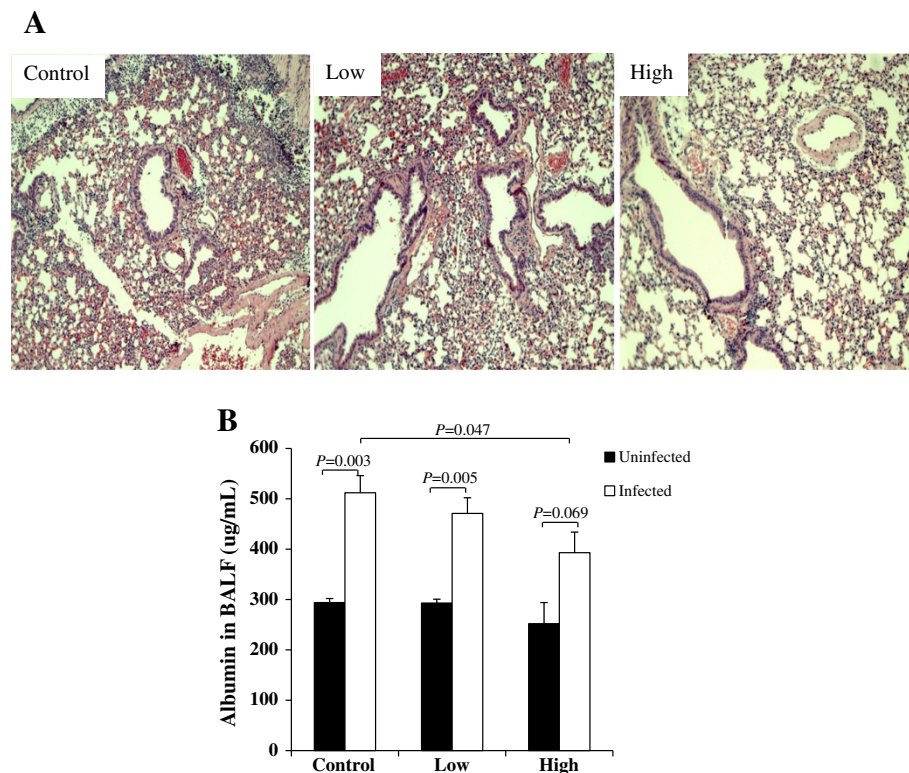 A
Control
Low
High
B
P=0.047
P=0.003
P=0.005
P=0.069
Uninfected
Infected
Albumin in BALF (ug/mL)
600
500
400
300
200
100
0
Control
Low
High